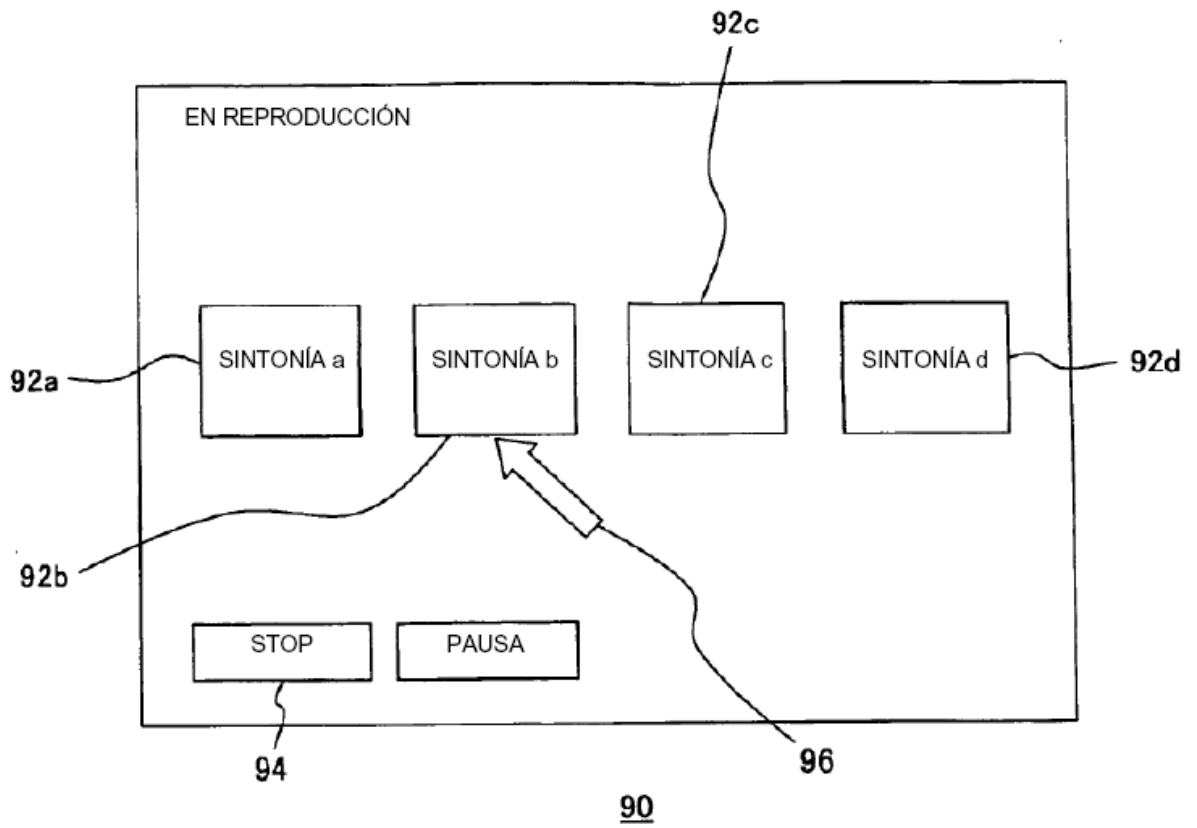 92c
EN REPRODUCCIÓN
SINTONÍA a
SINTONÍA b
SINTONÍA c
SINTONÍA d
92a
92d
92b
STOP
PAUSA
94
96
90